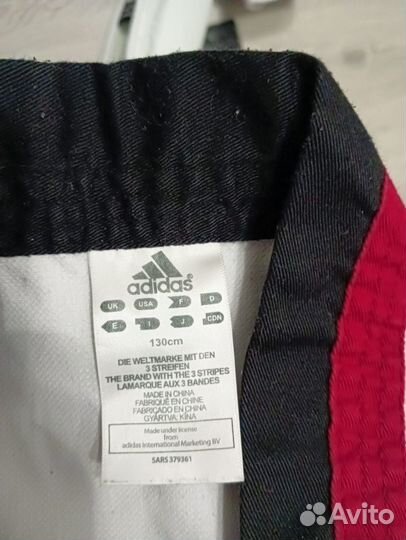 adidas®
UK USA F D
E I J CDN
130cm
DIE WELTMARKE MIT DEN
3 STREIFEN
THE BRAND WITH THE 3 STRIPES
LAMARQUE AUX 3 BANDES
MADE IN CHINA
FABRIQUÉ EN CHINE
FABRICADO EN CHINA
GYÁRTVA: KÍNA
Made under license
from
adidas International Marketing BV
SARS 379361
Avito